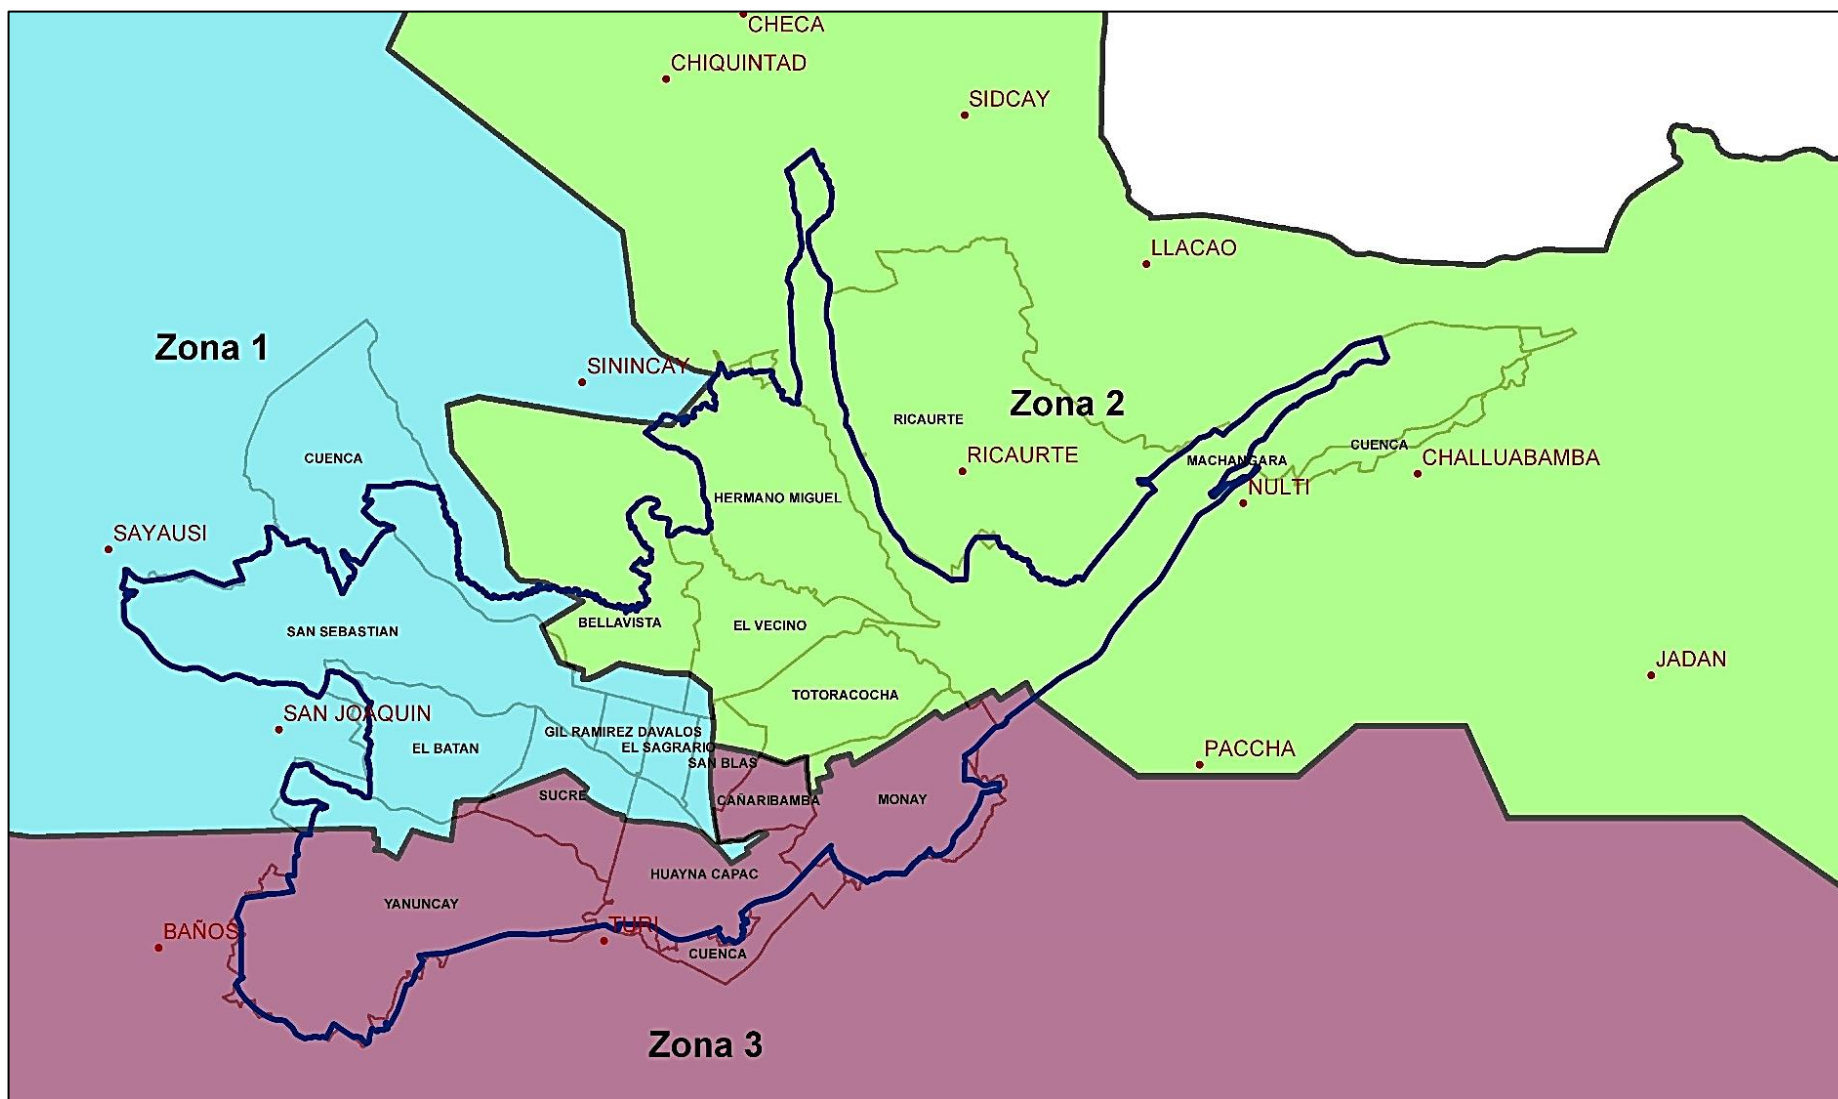 CHECA
CHIQUINTAD
SIDCAY
LLACAO
Zona 1
SININCAY
Zona 2
RICAURTE
RICAURTE
CUENCA
MACHANGARA
CUENCA
CHALLUABAMBA
NULTI
HERMANO MIGUEL
SAYAUSI
SAN SEBASTIAN
BELLAVISTA
EL VECINO
JADAN
TOTORACOCHA
SAN JOAQUIN
GIL RAMIREZ DAVALOS
EL BATAN
EL SAGRARIO
PACCHA
SAN BLAS
SUCRE
CAÑARIBAMBA
MONAY
HUAYNA CAPAC
YANUNCAY
BAÑOS
TURI
CUENCA
Zona 3